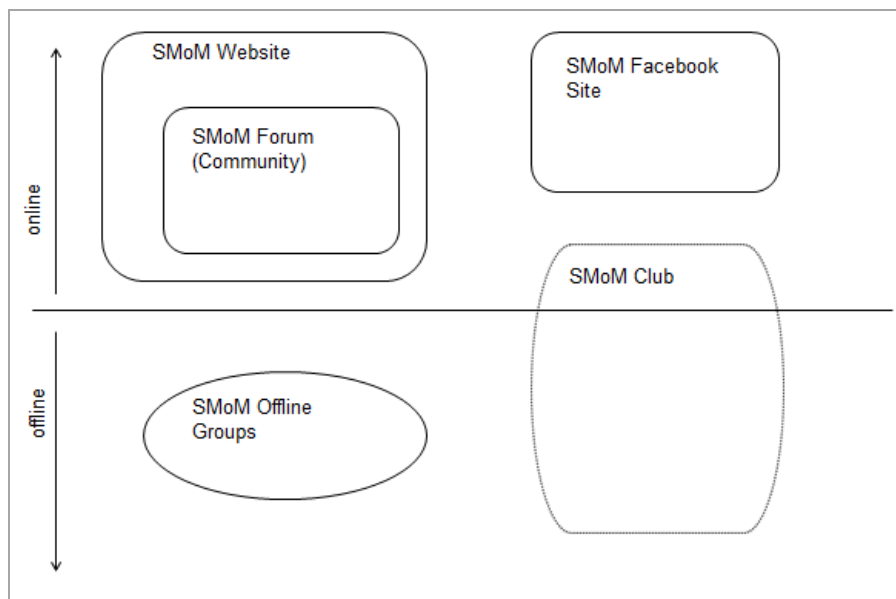 SMoM Website
SMoM Forum
(Community)
SMoM Facebook
Site
online
SMoM Club
offline
SMoM Offline
Groups